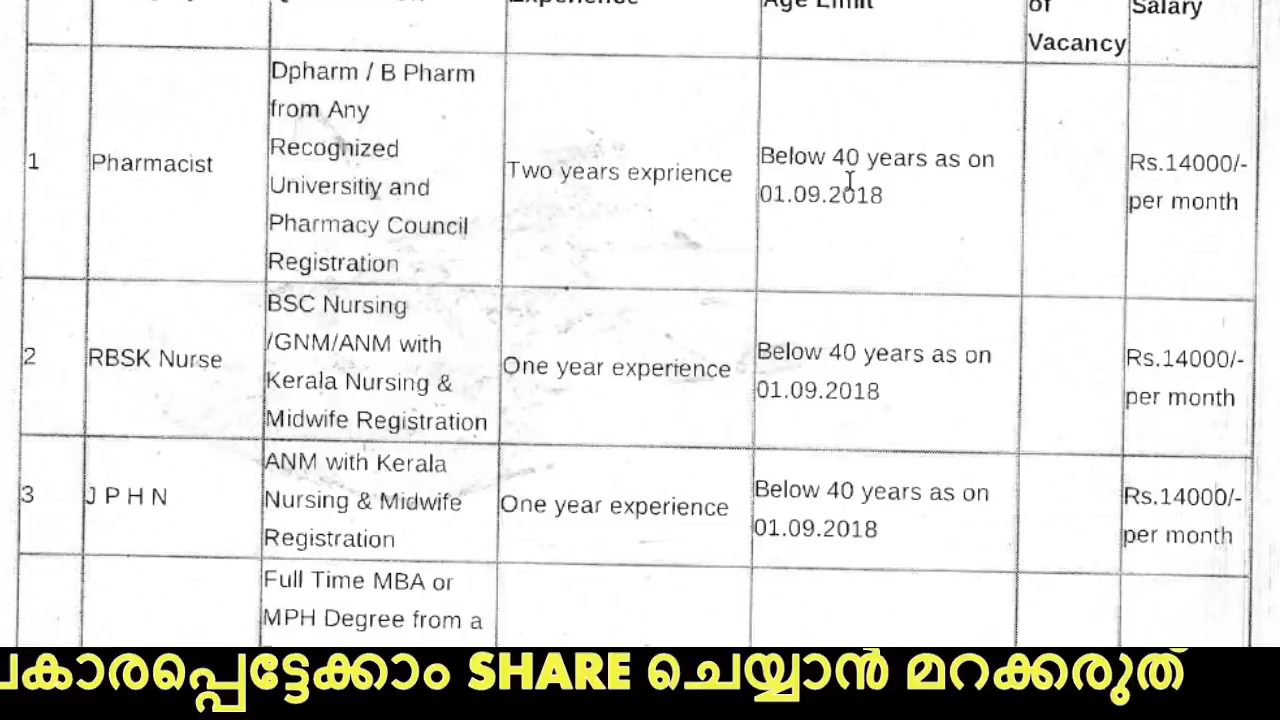 Experience
Age Limit
of
Vacancy
Salary
1
Pharmacist
Dpharm / B Pharm
from Any
Recognized
Universitiy and
Pharmacy Council
Registration
Two years exprience
Below 40 years as on
01.09.2018
Rs.14000/-
per month
2
RBSK Nurse
BSC Nursing
/GNM/ANM with
Kerala Nursing &
Midwife Registration
One year experience
Below 40 years as on
01.09.2018
Rs.14000/-
per month
3
J P H N
ANM with Kerala
Nursing & Midwife
Registration
One year experience
Below 40 years as on
01.09.2018
Rs.14000/-
per month
Full Time MBA or
MPH Degree from a
പകാരപ്പെട്ടേക്കാം SHARE ചെയ്യാൻ മറക്കരുത്